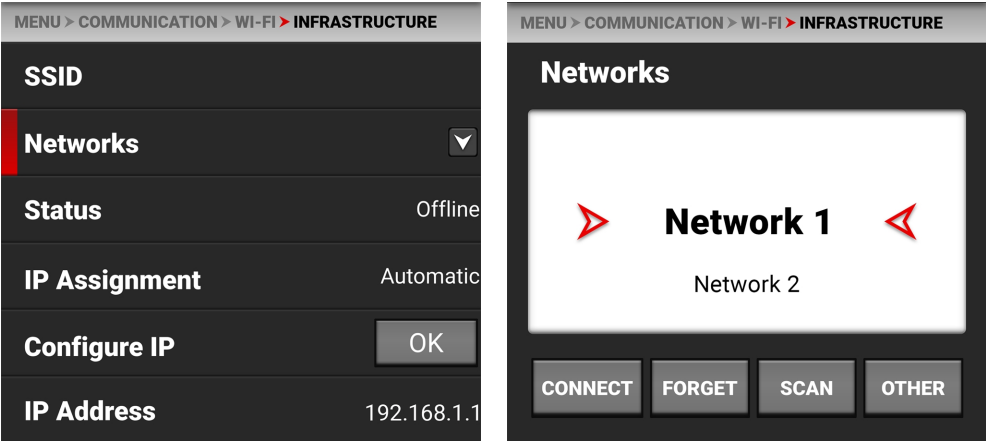 MENU > COMMUNICATION > WI-FI > INFRASTRUCTURE
SSID
Networks
Status Offline
IP Assignment Automatic
Configure IP OK
IP Address 192.168.1.1
MENU > COMMUNICATION > WI-FI > INFRASTRUCTURE
Networks
Network 1
Network 2
CONNECT FORGET SCAN OTHER